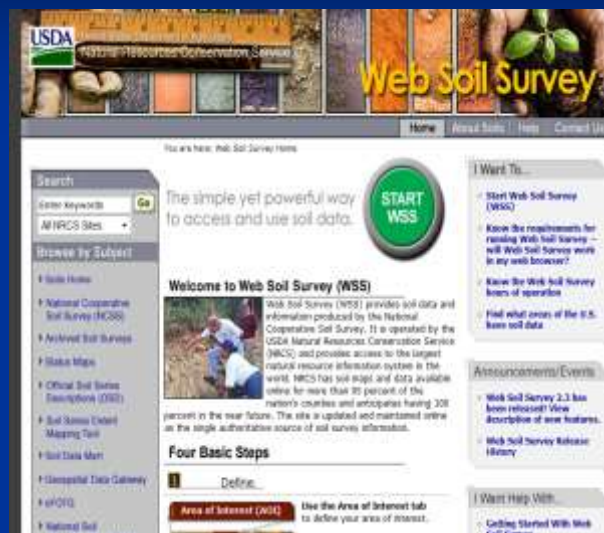 USDA
Natural Resources Conservation Service
Web Soil Survey
Home About Soils Help Contact Us
You are here: Web Soil Survey Home
Search
Enter Keywords Go
All NRCS Sites
Browse by Subject
Soils Home
National Cooperative
Soil Survey (NCSS)
Archived Soil Surveys
Status Maps
Official Soil Series
Descriptions (OSD)
Soil Series Extent
Mapping Tool
Soil Data Mart
Geospatial Data Gateway
eFOTG
National Soil
The simple yet powerful way
to access and use soil data.
START
WSS
Welcome to Web Soil Survey (WSS)
Web Soil Survey (WSS) provides soil data and
information produced by the National
Cooperative Soil Survey. It is operated by the
USDA Natural Resources Conservation Service
(NRCS) and provides access to the largest
natural resource information system in the
world. NRCS has soil maps and data available
online for more than 95 percent of the
nation's counties and anticipates having 100
percent in the near future. The site is updated and maintained online
as the single authoritative source of soil survey information.
Four Basic Steps
1 Define.
Area of Interest (AOI)
Use the Area of Interest tab
to define your area of interest.
I Want To...
Start Web Soil Survey
(WSS)
Know the requirements for
running Web Soil Survey —
will Web Soil Survey work
in my web browser?
Know the Web Soil Survey
hours of operation
Find what areas of the U.S.
have soil data
Announcements/Events
Web Soil Survey 2.3 has
been released! View
description of new features.
Web Soil Survey Release
History
I Want Help With...
Getting Started With Web
Soil Survey